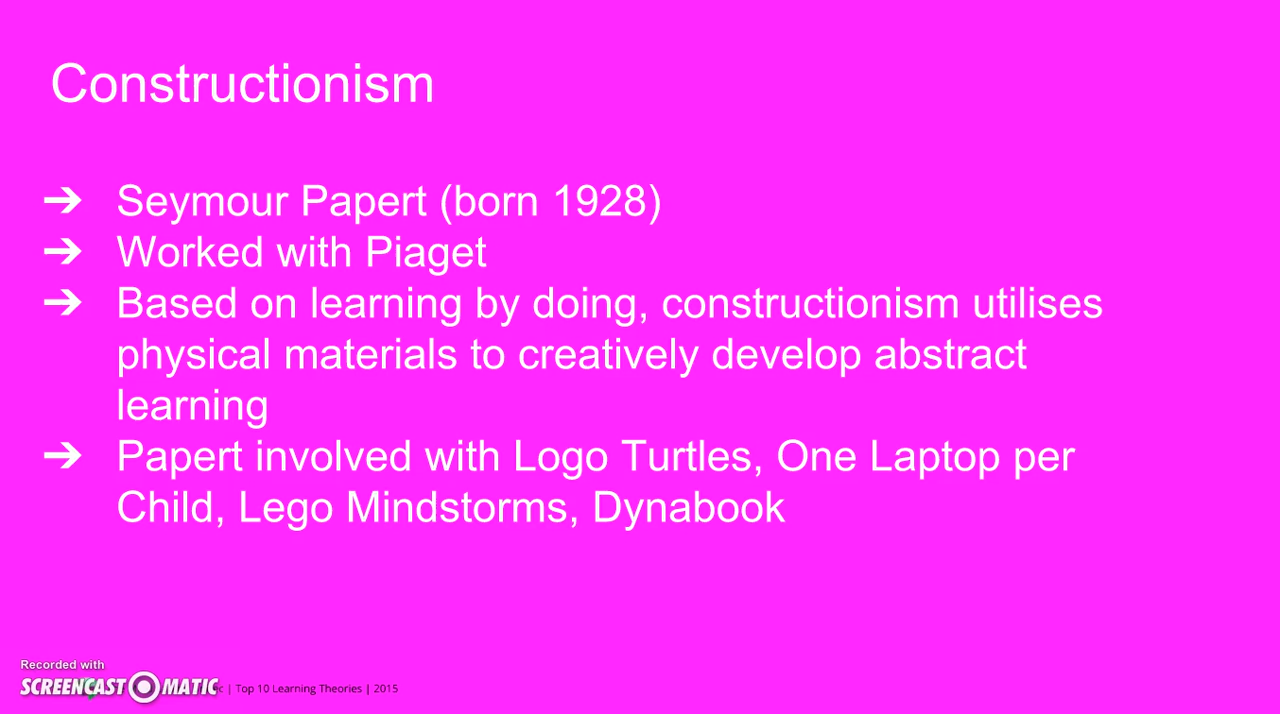 Constructionism
➔ Seymour Papert (born 1928)
➔ Worked with Piaget
➔ Based on learning by doing, constructionism utilises
physical materials to creatively develop abstract
learning
➔ Papert involved with Logo Turtles, One Laptop per
Child, Lego Mindstorms, Dynabook
Recorded with
SCREENCAST-O-MATIC
| Top 10 Learning Theories | 2015